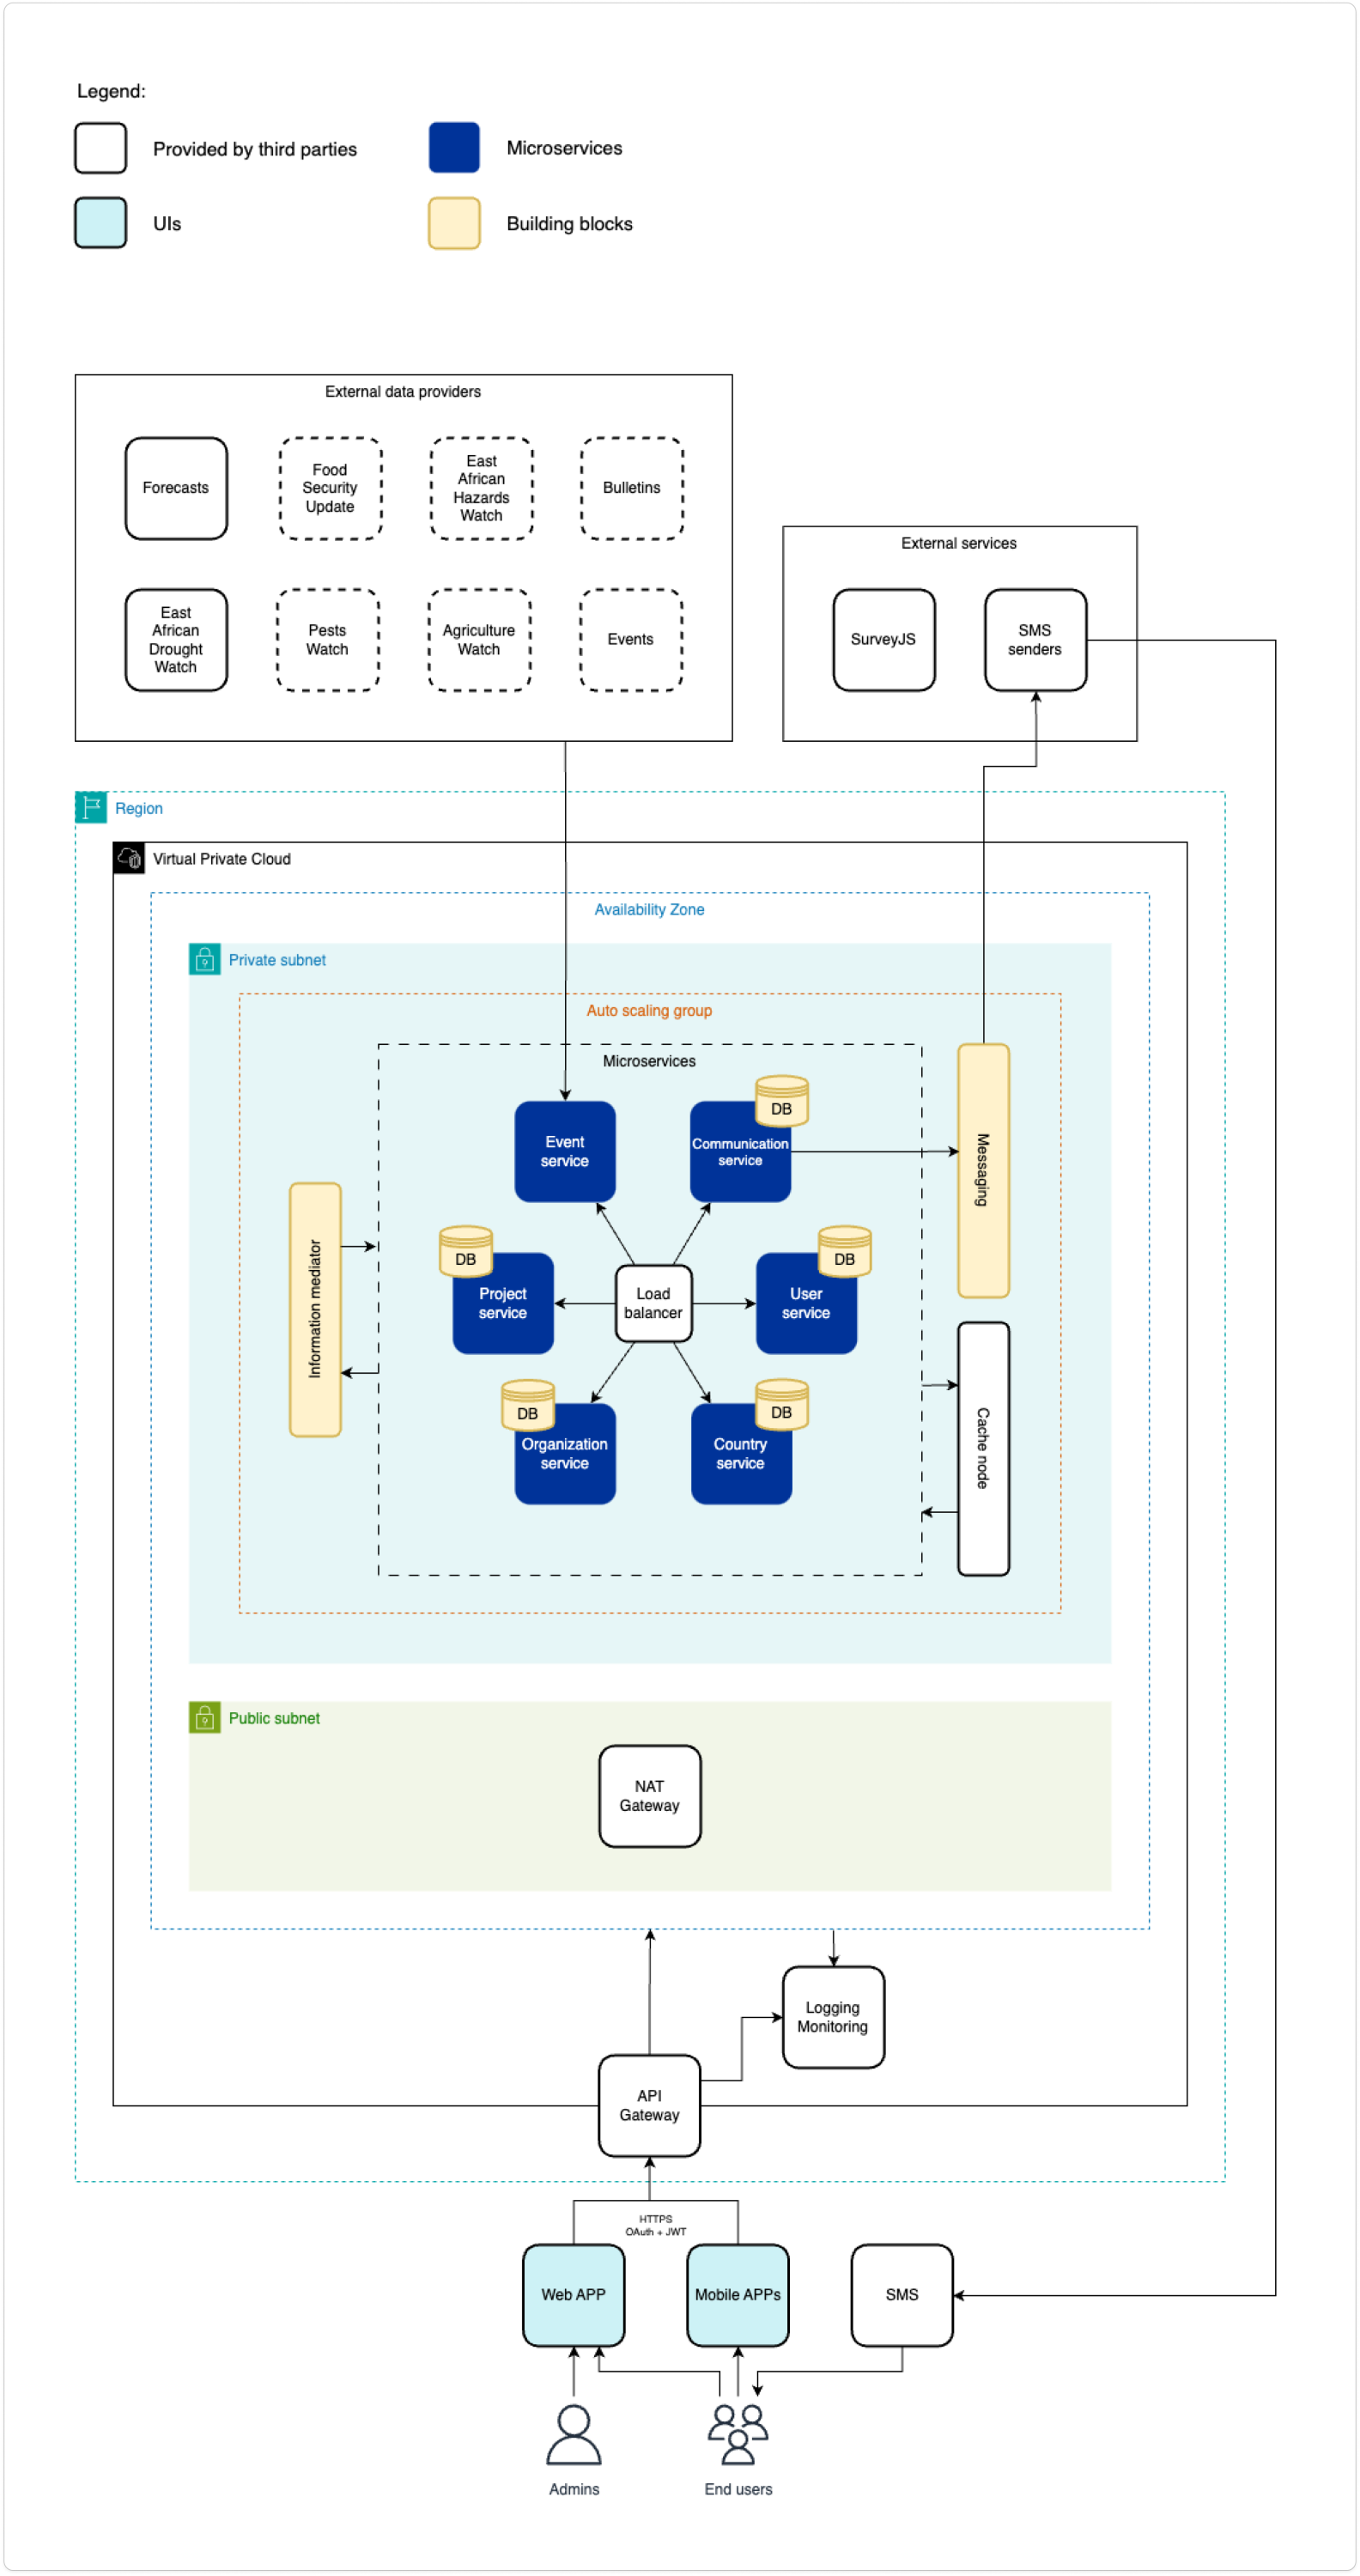 Legend:
Provided by third parties
Microservices
UIs
Building blocks
External data providers
Forecasts
Food
Security
Update
East
African
Hazards
Watch
Bulletins
East
African
Drought
Watch
Pests
Watch
Agriculture
Watch
Events
External services
SurveyJS
SMS
senders
Region
Virtual Private Cloud
Availability Zone
Private subnet
Auto scaling group
Microservices
Event
service
DB
Communication
service
Messaging
Information mediator
DB
Project
service
Load
balancer
DB
User
service
DB
Organization
service
DB
Country
service
Cache node
Public subnet
NAT
Gateway
Logging
Monitoring
API
Gateway
HTTPS
OAuth + JWT
Web APP
Mobile APPs
SMS
Admins
End users